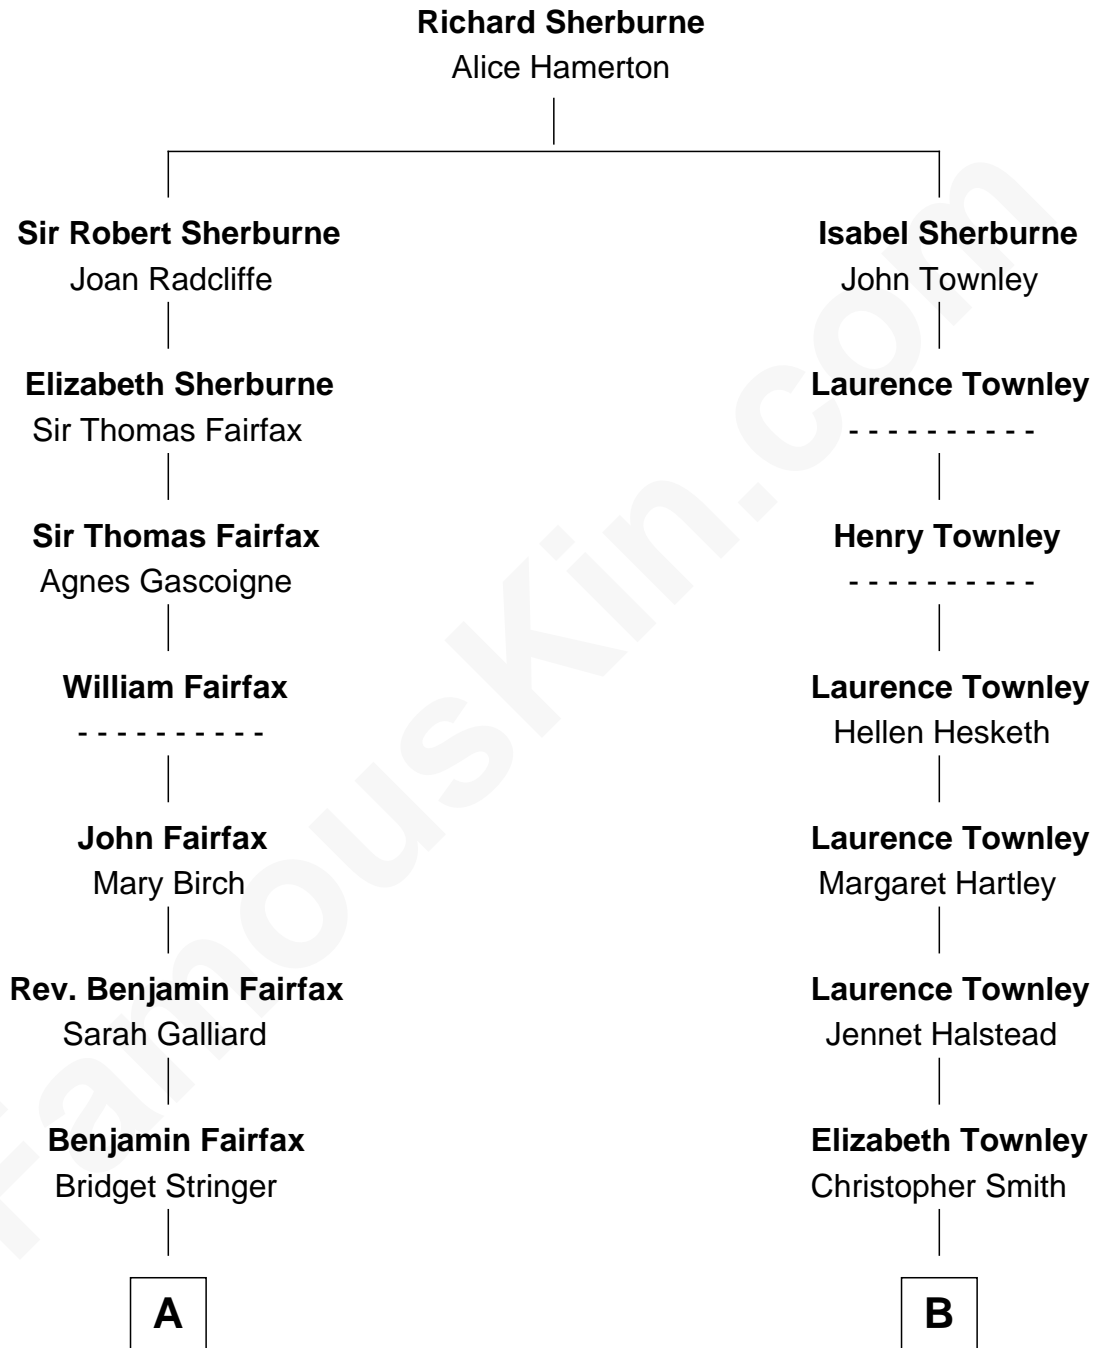 Richard Sherburne
Alice Hamerton
Sir Robert Sherburne
Joan Radcliffe
Isabel Sherburne
John Townley
Elizabeth Sherburne
Sir Thomas Fairfax
Laurence Townley
- - - - - - - - - -
Sir Thomas Fairfax
Agnes Gascoigne
Henry Townley
- - - - - - - - - -
William Fairfax
- - - - - - - - - -
Laurence Townley
Hellen Hesketh
John Fairfax
Mary Birch
Laurence Townley
Margaret Hartley
Rev. Benjamin Fairfax
Sarah Galliard
Laurence Townley
Jennet Halstead
Benjamin Fairfax
Bridget Stringer
Elizabeth Townley
Christopher Smith
A
B
FamousKin.com